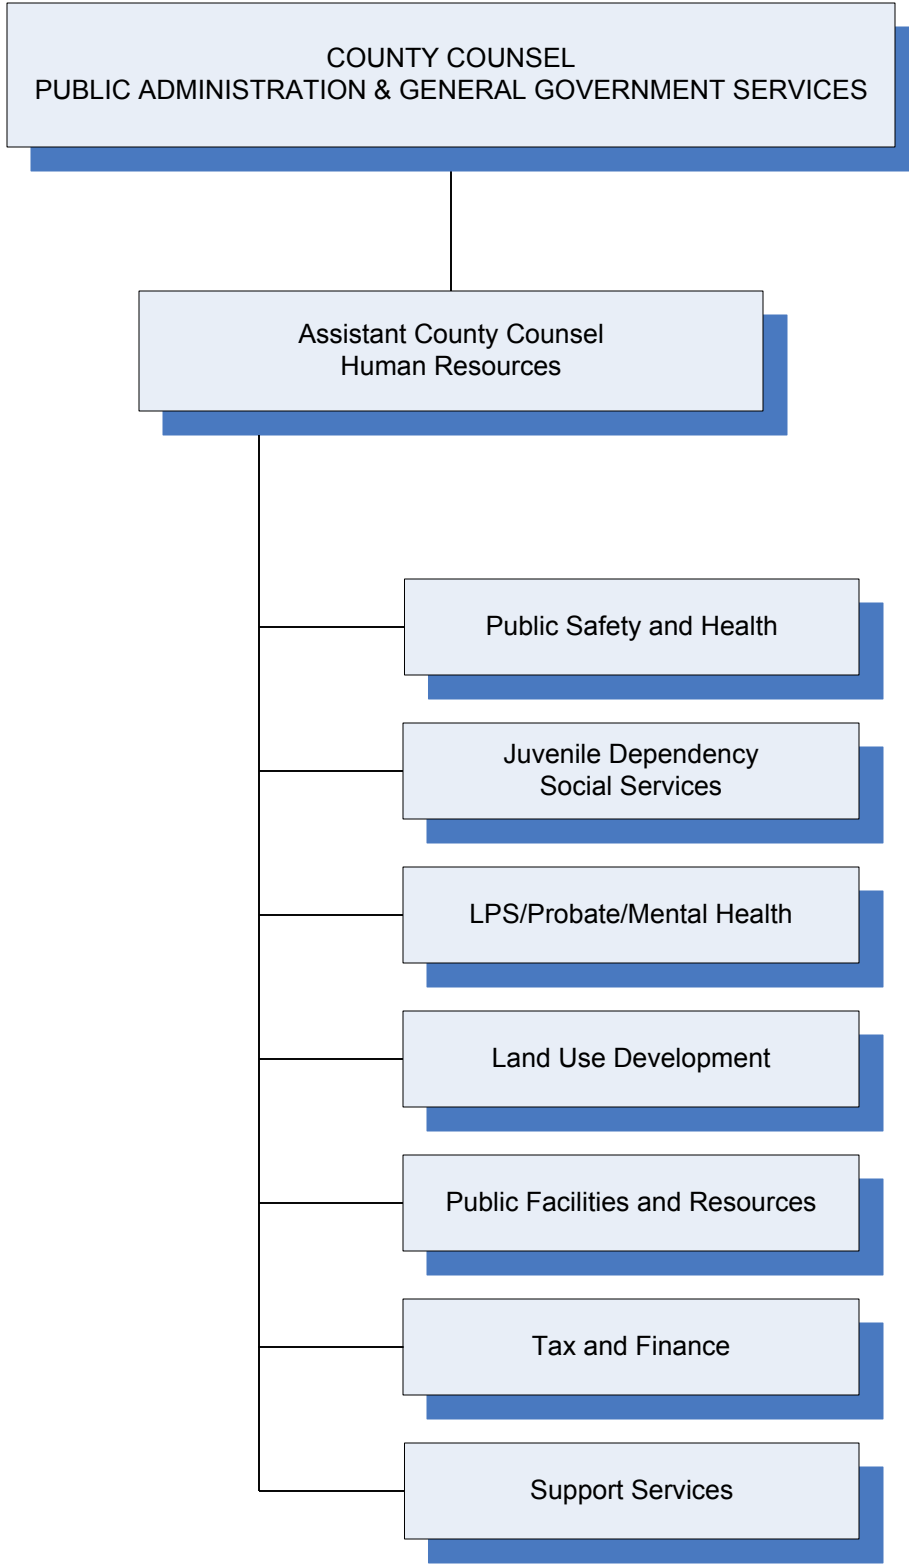 COUNTY COUNSEL
PUBLIC ADMINISTRATION & GENERAL GOVERNMENT SERVICES
Assistant County Counsel
Human Resources
Public Safety and Health
Juvenile Dependency
Social Services
LPS/Probate/Mental Health
Land Use Development
Public Facilities and Resources
Tax and Finance
Support Services